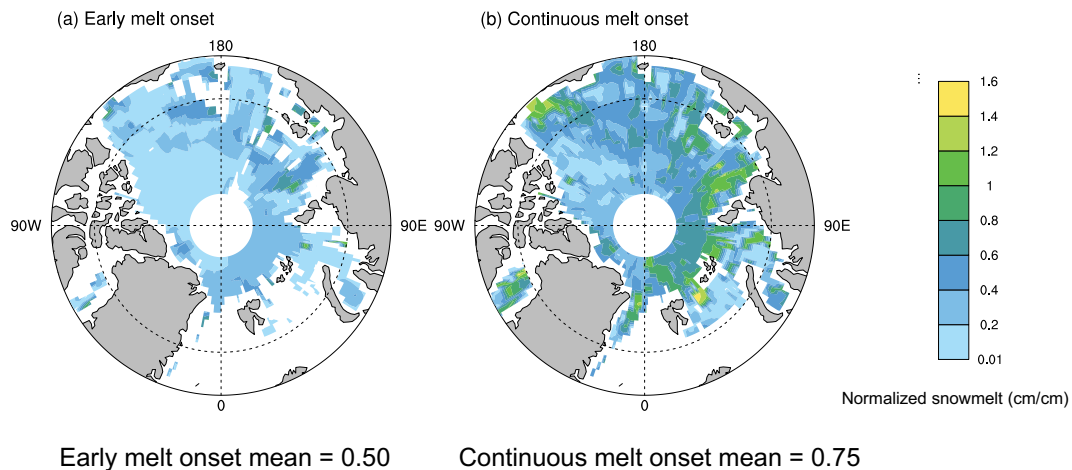 (a) Early melt onset
(b) Continuous melt onset
180
180
90W
90E
90W
90E
0
0
:
1.6
1.4
1.2
1
0.8
0.6
0.4
0.2
0.01
Normalized snowmelt (cm/cm)
Early melt onset mean = 0.50
Continuous melt onset mean = 0.75